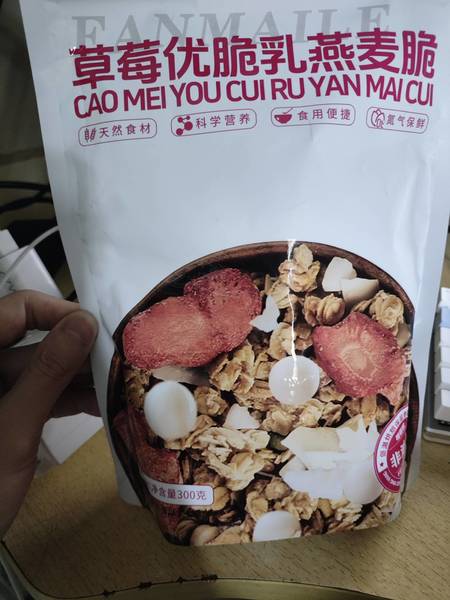 FANMAILE
草莓优脆乳燕麦脆
CAO MEI YOU CUI RU YAN MAI CUI
天然食材 科学营养 食用便捷 氮气保鲜
净含量300克
非